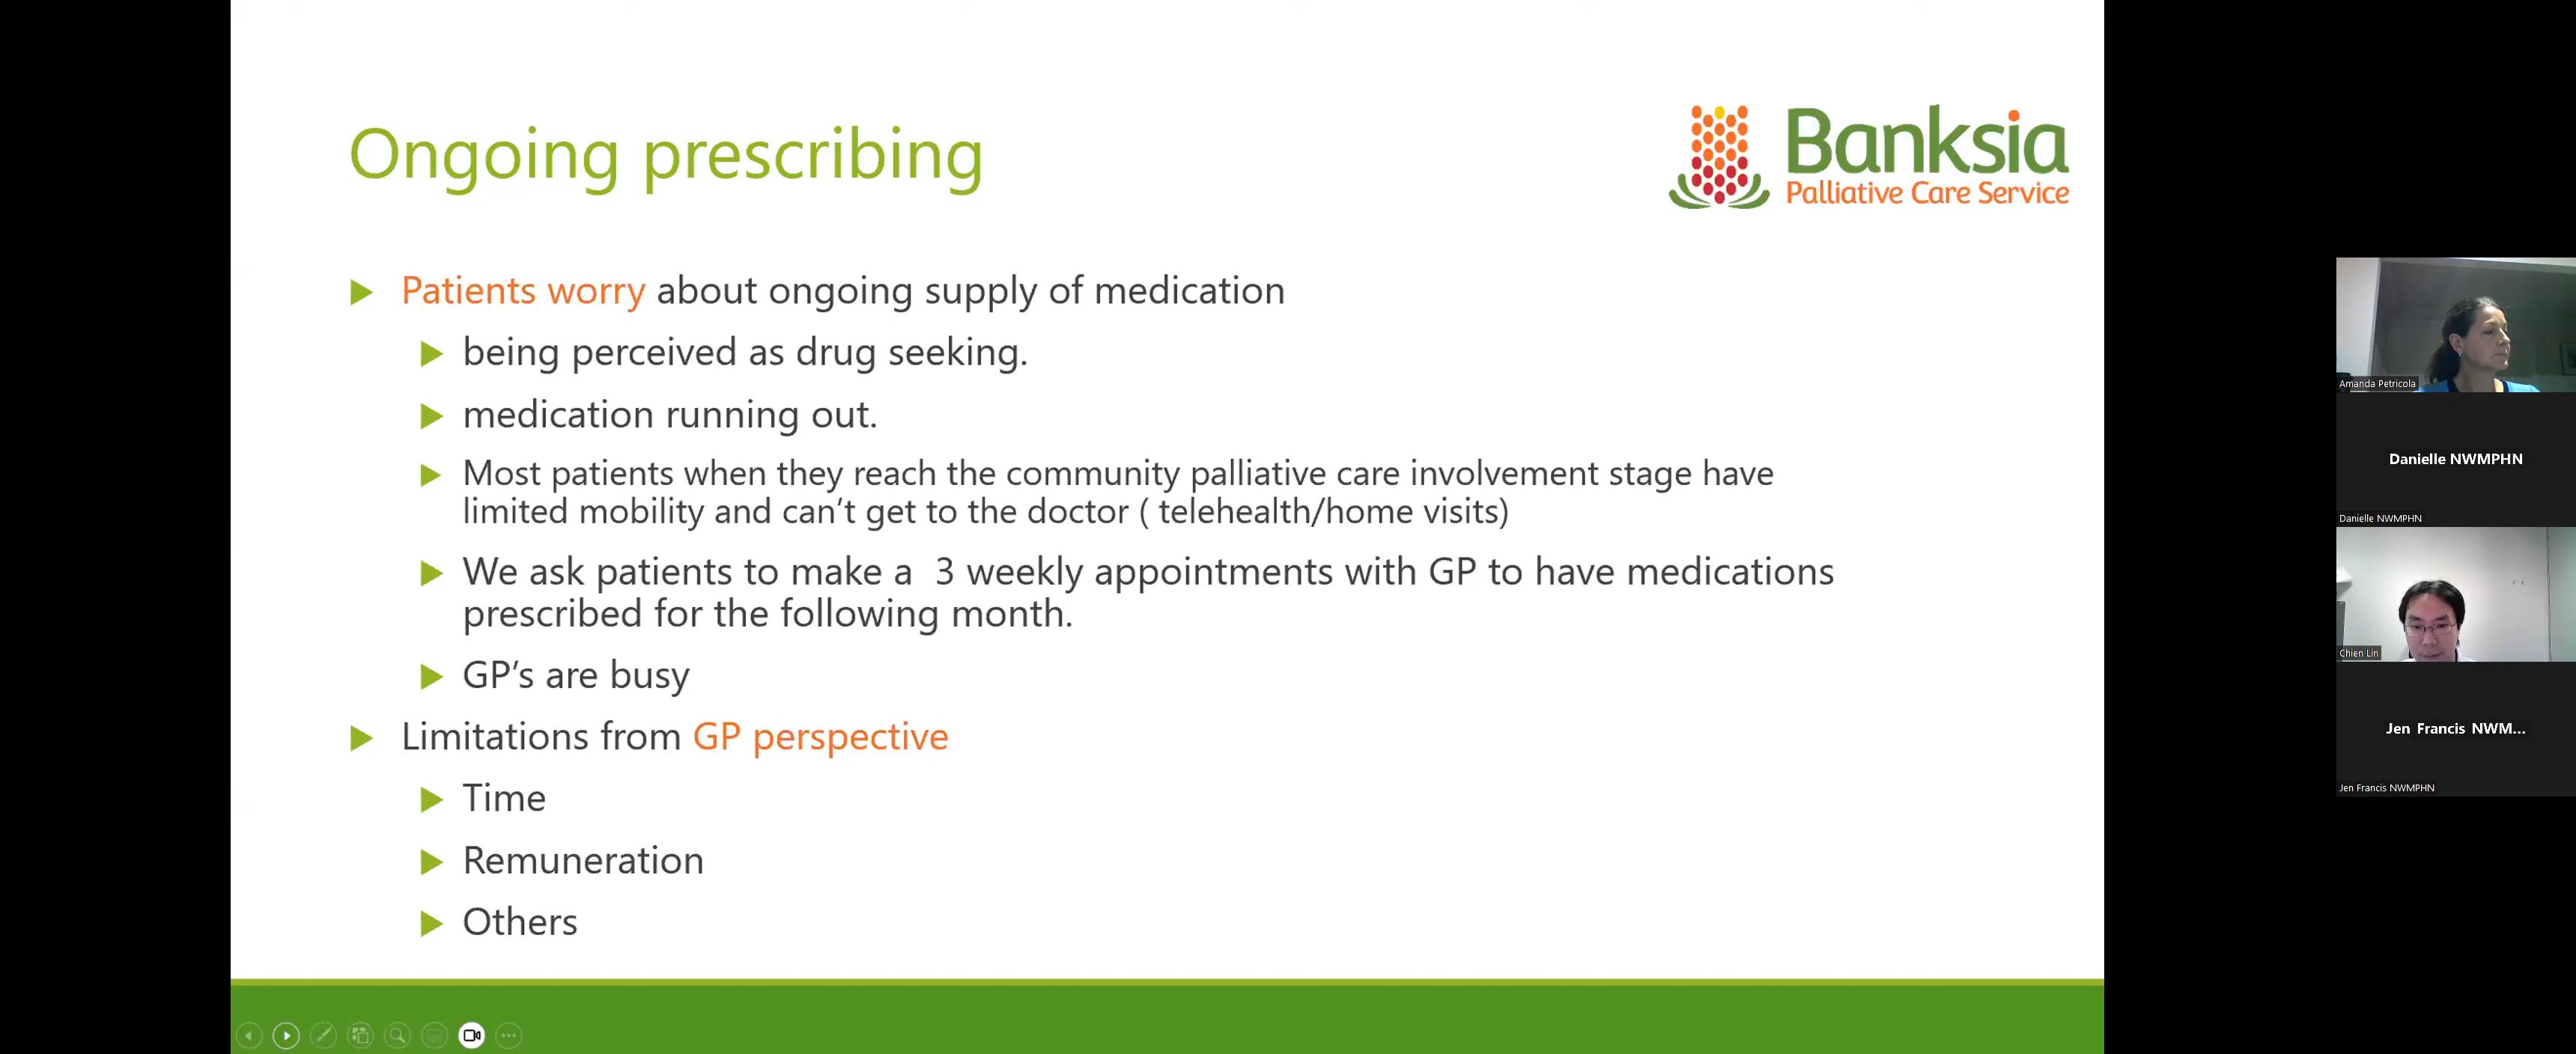 Ongoing prescribing
Banksia
Palliative Care Service
Patients worry about ongoing supply of medication
being perceived as drug seeking.
medication running out.
Most patients when they reach the community palliative care involvement stage have
limited mobility and can't get to the doctor ( telehealth/home visits)
We ask patients to make a  3 weekly appointments with GP to have medications
prescribed for the following month.
GP's are busy
Limitations from GP perspective
Time
Remuneration
Others
Amanda Petricola
Danielle NWMPHN
Danielle NWMPHN
Chien Lin
Jen Francis NWM...
Jen Francis NWMPHN